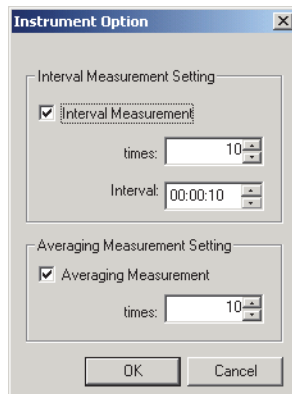 Instrument Option
Interval Measurement Setting
Interval Measurement
times: 10
Interval: 00:00:10
Averaging Measurement Setting
Averaging Measurement
times: 10
OK Cancel